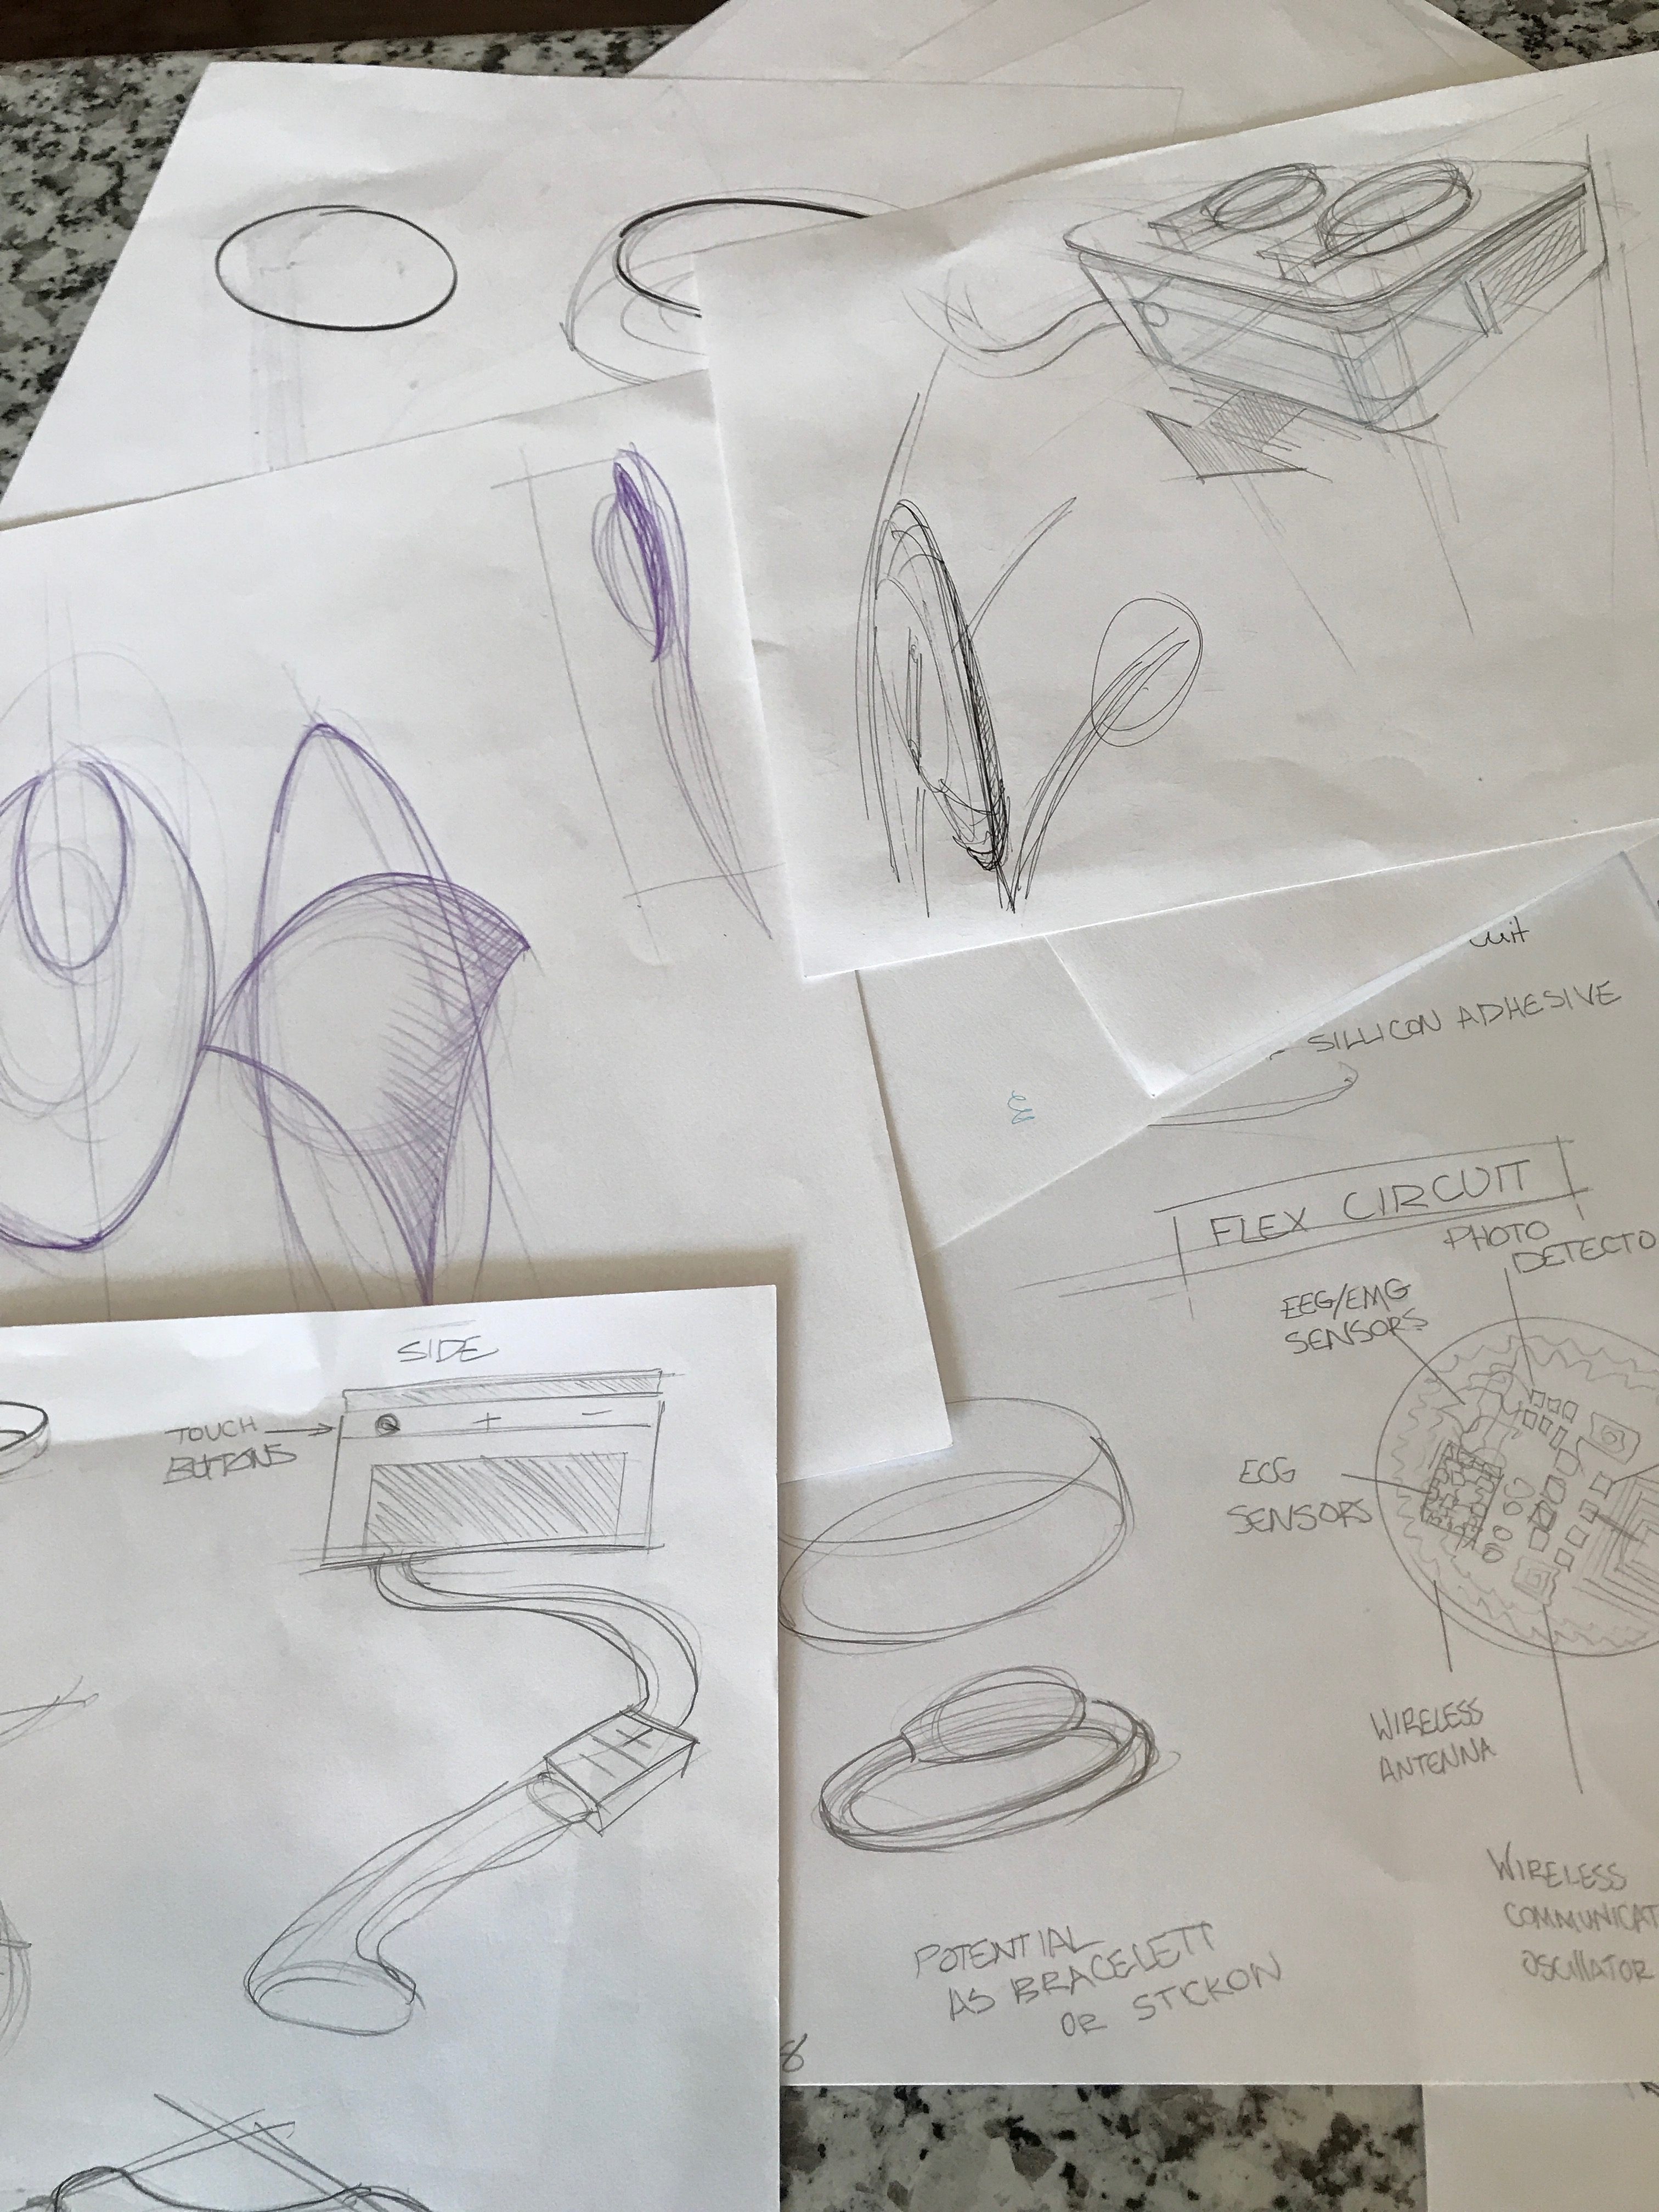 SILLICON ADHESIVE
FLEX CIRCUIT
PHOTO
DETECTO
EEG/EMG
SENSORS
ECG
SENSORS
WIRELESS
ANTENNA
WIRELESS
COMMUNICAT
OSCILLATOR
POTENTIAL
AS BRACELETT
OR STICKON
8
SIDE
TOUCH
BUTTONS
+ −